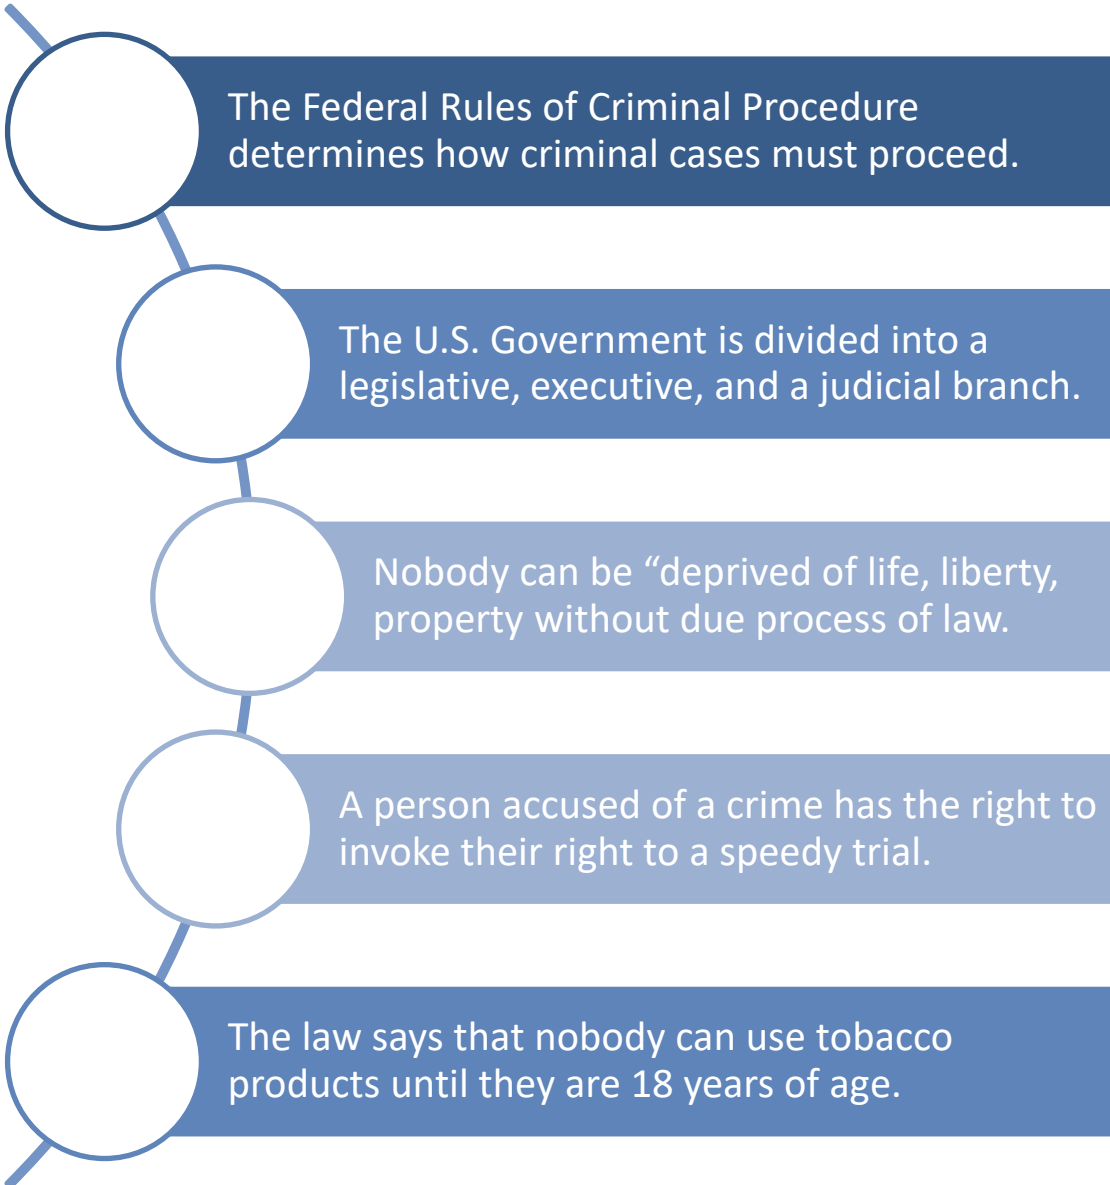 The Federal Rules of Criminal Procedure
determines how criminal cases must proceed.
The U.S. Government is divided into a
legislative, executive, and a judicial branch.
Nobody can be “deprived of life, liberty,
property without due process of law.
A person accused of a crime has the right to
invoke their right to a speedy trial.
The law says that nobody can use tobacco
products until they are 18 years of age.